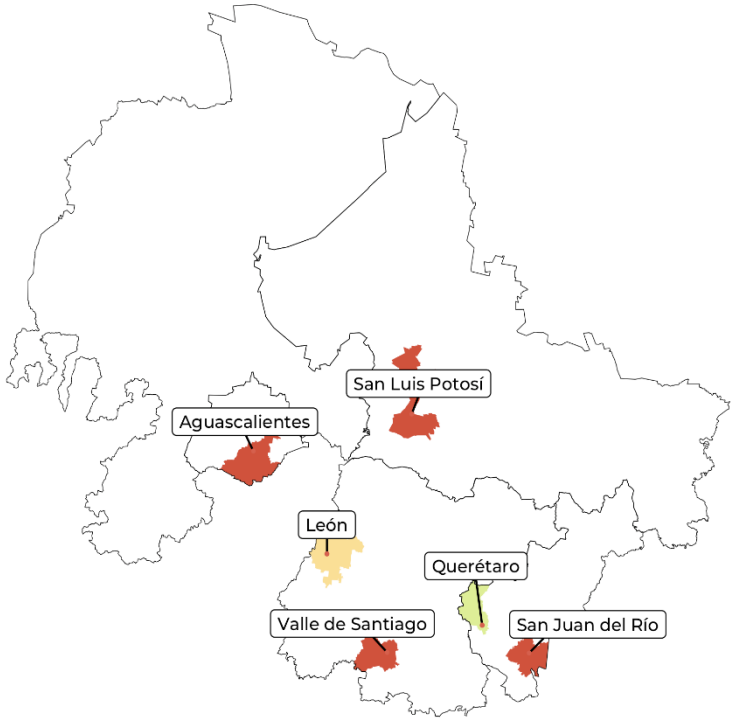 San Luis Potosí
Aguascalientes
León
Querétaro
Valle de Santiago
San Juan del Río